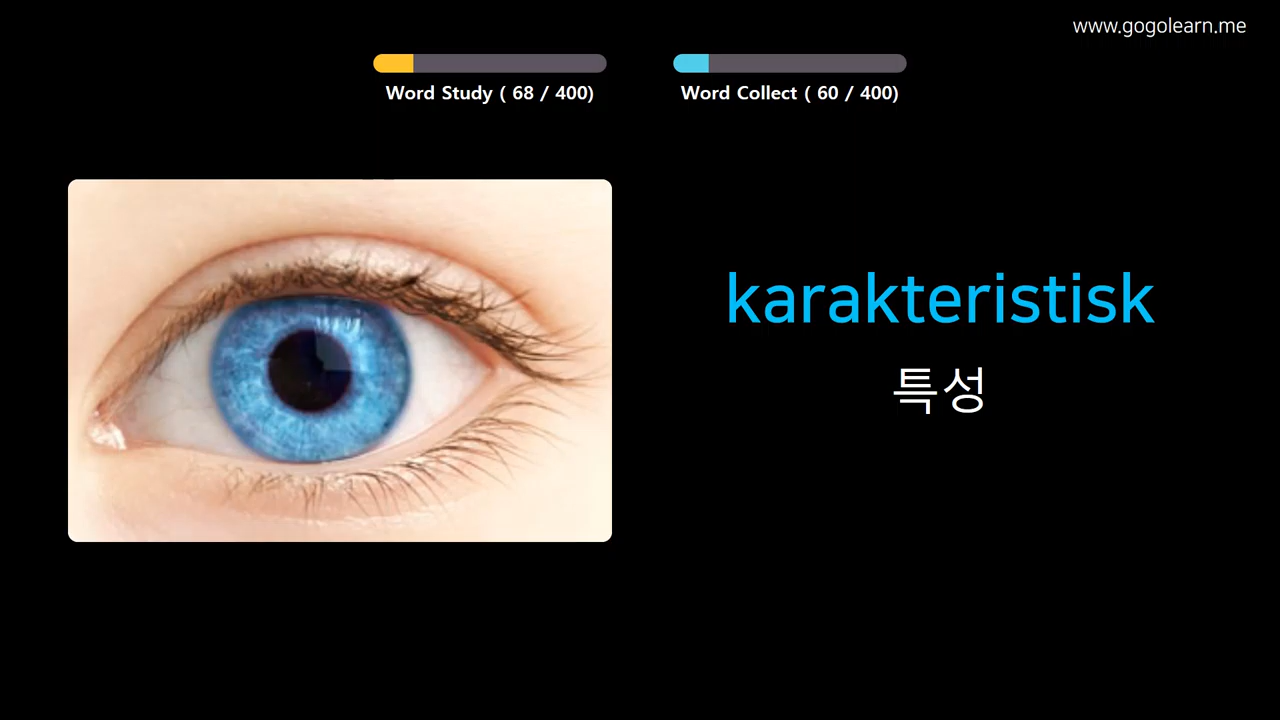 www.gogolearn.me
Word Study ( 68 / 400)
Word Collect ( 60 / 400)
karakteristisk
특성